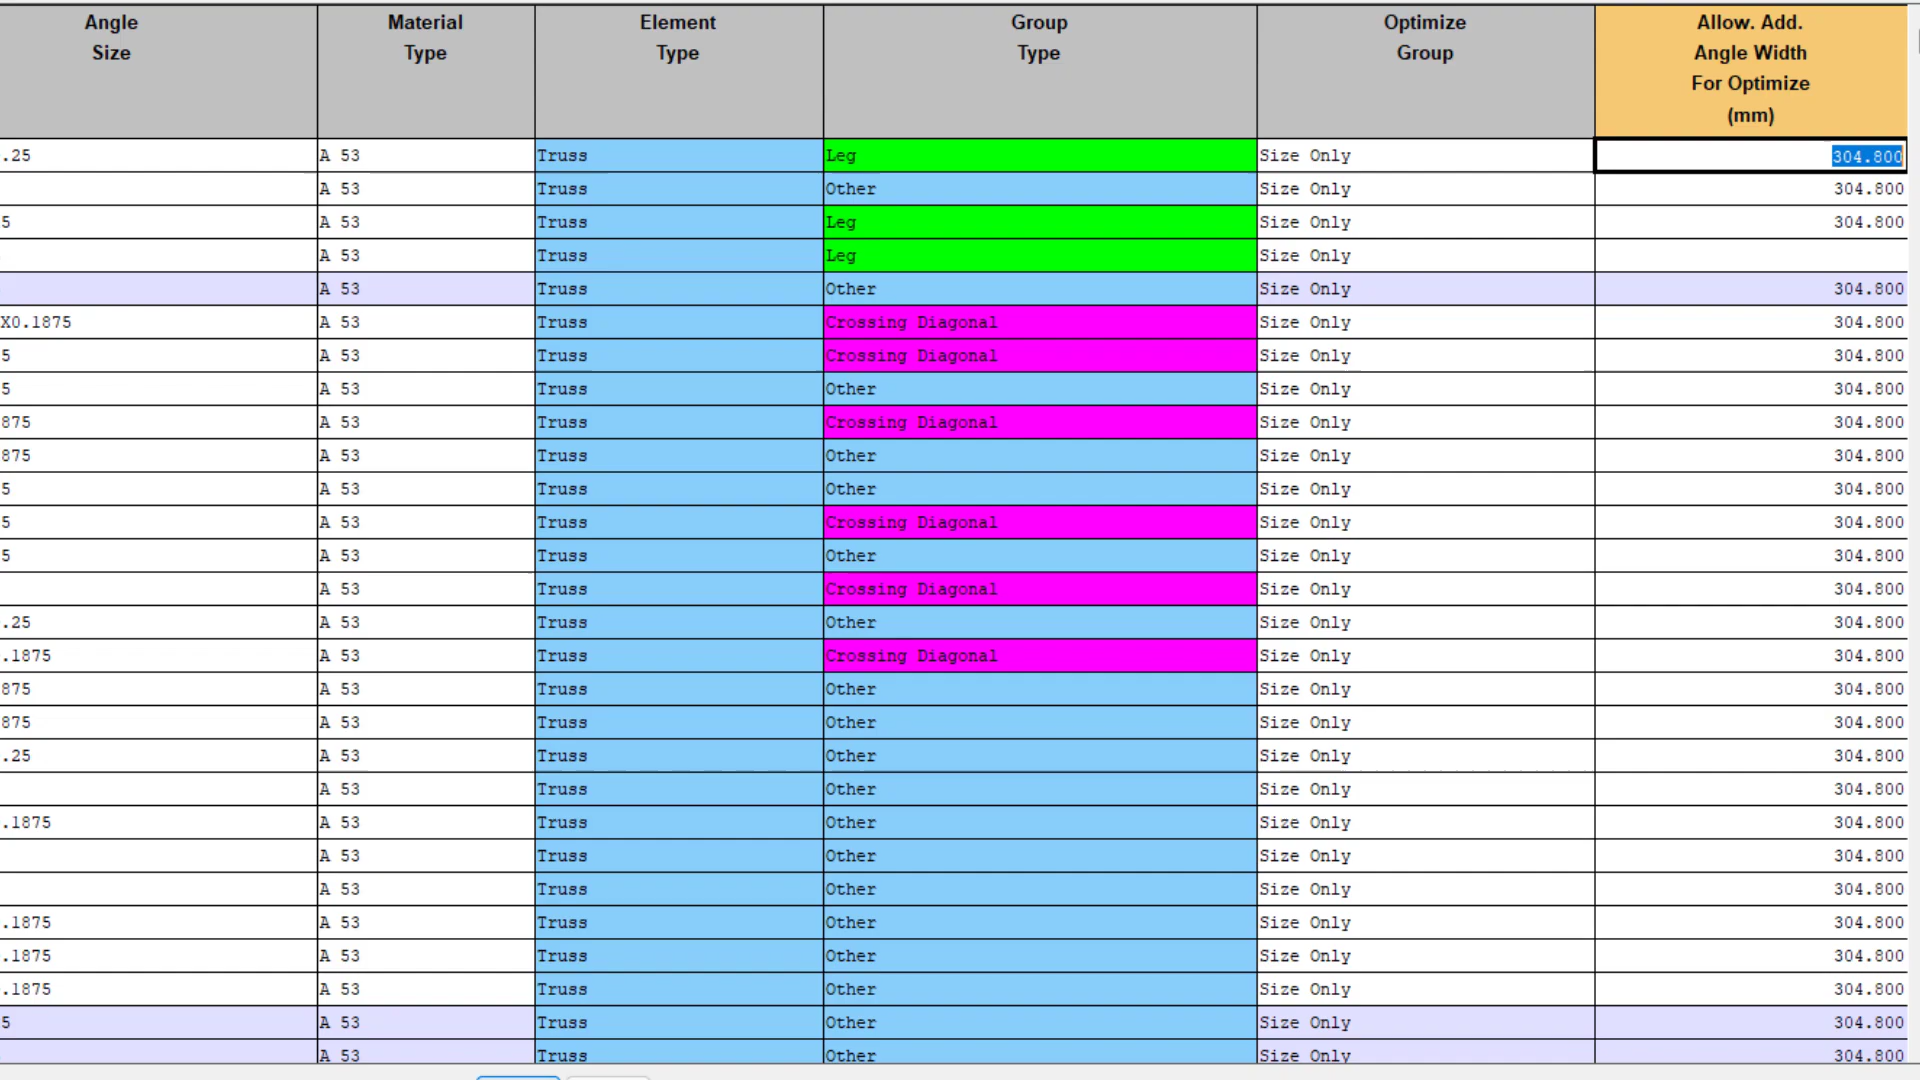 Angle Size	Material Type	Element Type	Group Type	Optimize Group	Allow. Add. Angle Width For Optimize (mm)
.25	A 53	Truss	Leg	Size Only	304.800
A 53	Truss	Other	Size Only	304.800
5	A 53	Truss	Leg	Size Only	304.800
A 53	Truss	Leg	Size Only
A 53	Truss	Other	Size Only	304.800
X0.1875	A 53	Truss	Crossing Diagonal	Size Only	304.800
5	A 53	Truss	Crossing Diagonal	Size Only	304.800
5	A 53	Truss	Other	Size Only	304.800
875	A 53	Truss	Crossing Diagonal	Size Only	304.800
875	A 53	Truss	Other	Size Only	304.800
5	A 53	Truss	Other	Size Only	304.800
5	A 53	Truss	Crossing Diagonal	Size Only	304.800
5	A 53	Truss	Other	Size Only	304.800
A 53	Truss	Crossing Diagonal	Size Only	304.800
.25	A 53	Truss	Other	Size Only	304.800
.1875	A 53	Truss	Crossing Diagonal	Size Only	304.800
875	A 53	Truss	Other	Size Only	304.800
875	A 53	Truss	Other	Size Only	304.800
.25	A 53	Truss	Other	Size Only	304.800
A 53	Truss	Other	Size Only	304.800
.1875	A 53	Truss	Other	Size Only	304.800
A 53	Truss	Other	Size Only	304.800
A 53	Truss	Other	Size Only	304.800
.1875	A 53	Truss	Other	Size Only	304.800
.1875	A 53	Truss	Other	Size Only	304.800
.1875	A 53	Truss	Other	Size Only	304.800
5	A 53	Truss	Other	Size Only	304.800
A 53	Truss	Other	Size Only	304.800